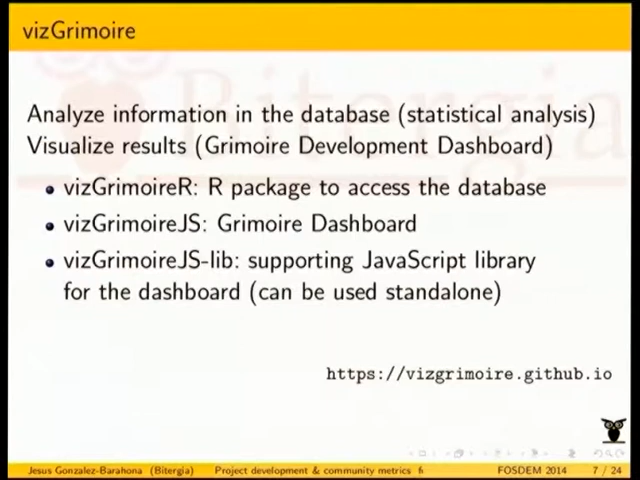 vizGrimoire
Bitergia
Analyze information in the database (statistical analysis)
Visualize results (Grimoire Development Dashboard)
vizGrimoireR: R package to access the database
vizGrimoireJS: Grimoire Dashboard
vizGrimoireJS-lib: supporting JavaScript library
for the dashboard (can be used standalone)
https://vizgrimoire.github.io
Jesus Gonzalez-Barahona (Bitergia) Project development & community metrics f FOSDEM 2014 7 / 24